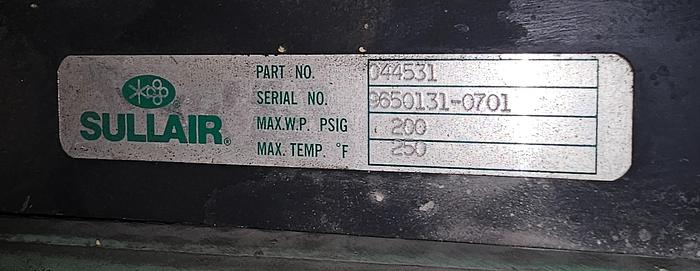 SULLAIR®
PART NO. 044531
SERIAL NO. 9650131-0701
MAX.W.P. PSIG 200
MAX. TEMP. °F 250